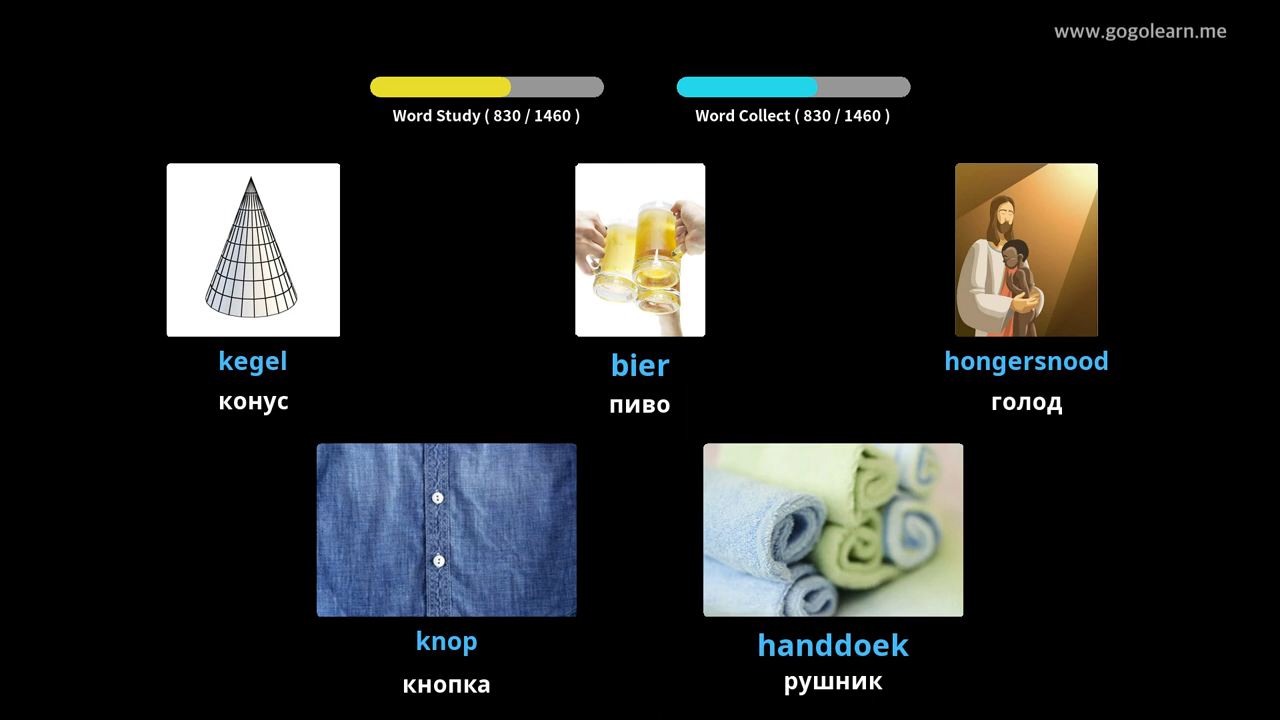 www.gogolearn.me
Word Study ( 830 / 1460 )
Word Collect ( 830 / 1460 )
kegel
конус
bier
пиво
hongersnood
голод
knop
кнопка
handdoek
рушник